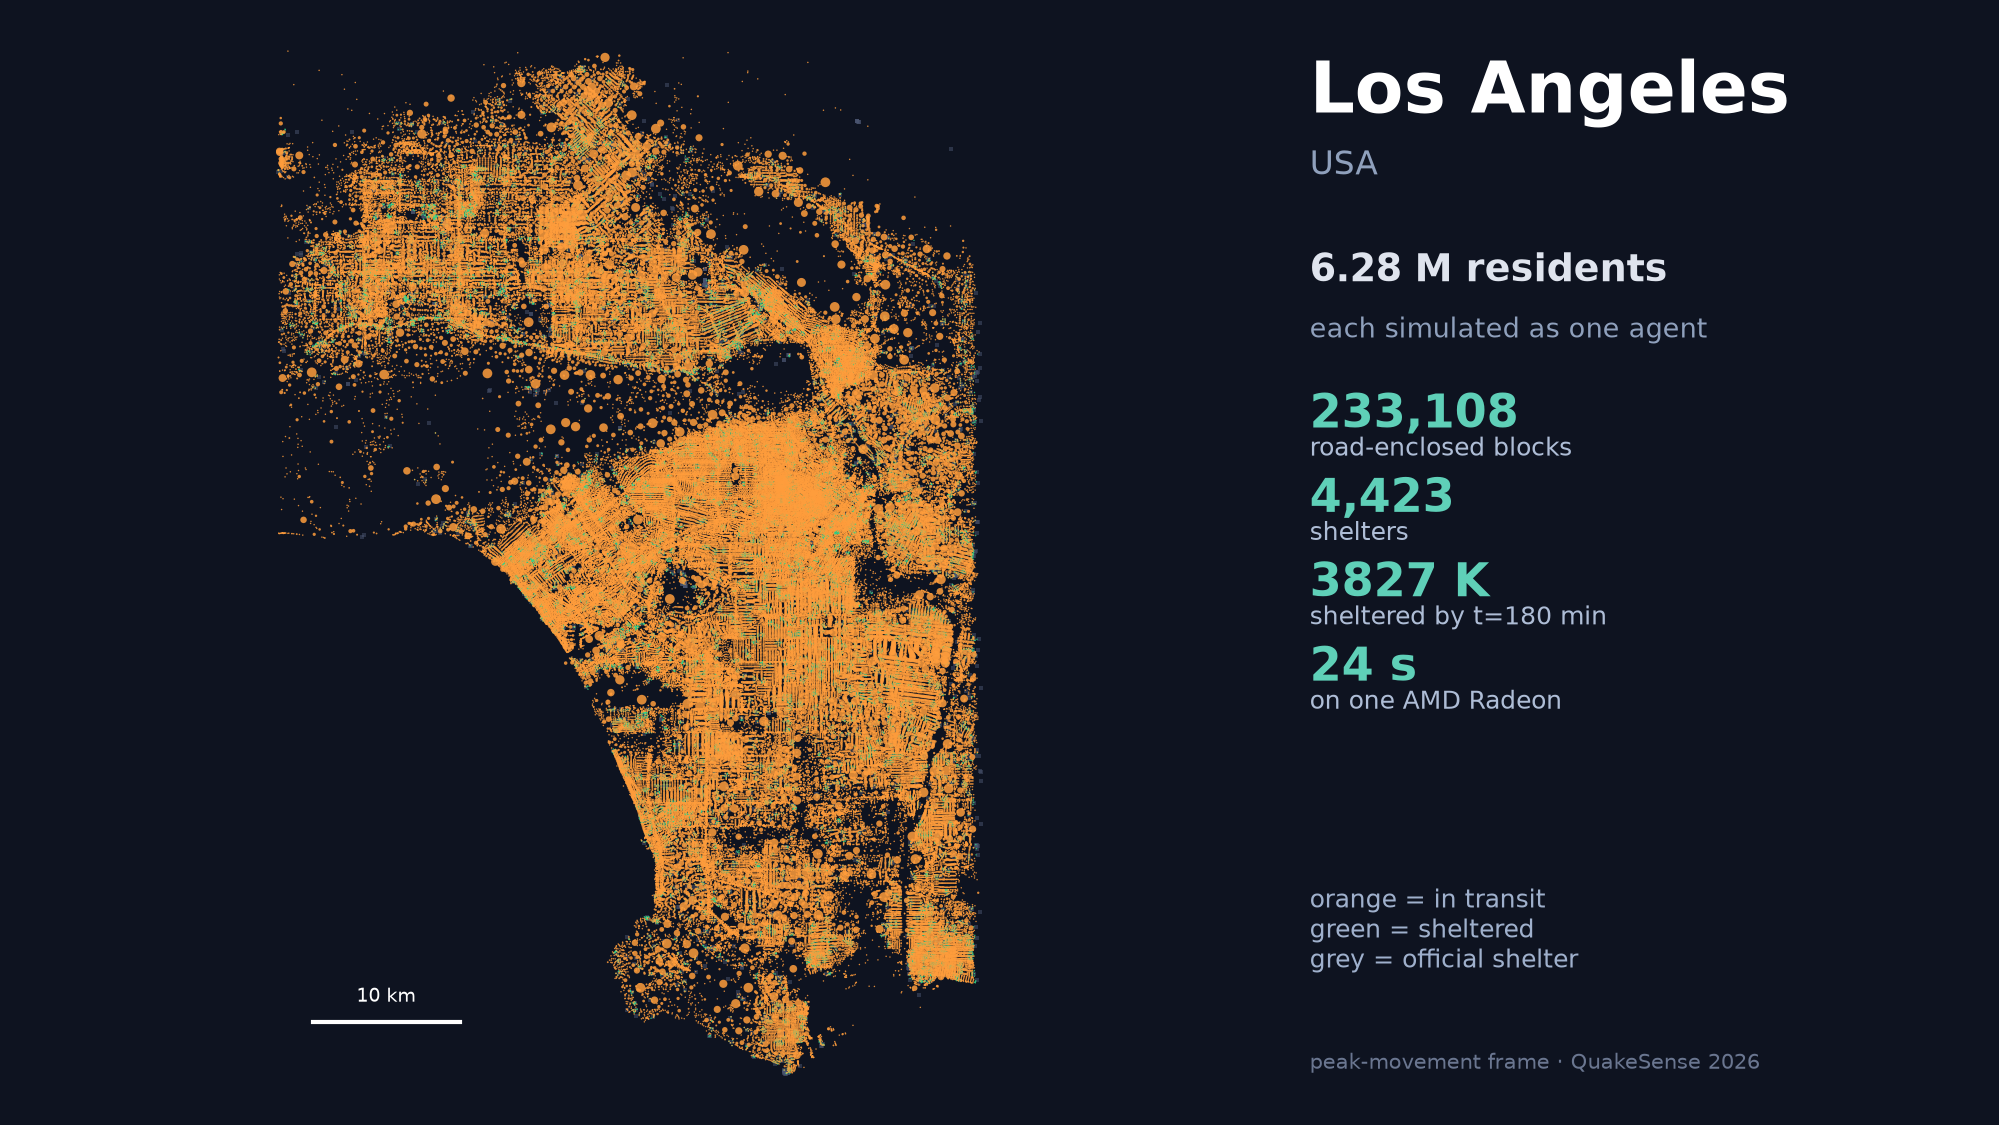 Los Angeles
USA
6.28 M residents
each simulated as one agent
233,108
road-enclosed blocks
4,423
shelters
3827 K
sheltered by t=180 min
24 s
on one AMD Radeon
orange = in transit
green = sheltered
grey = official shelter
10 km
peak-movement frame · QuakeSense 2026